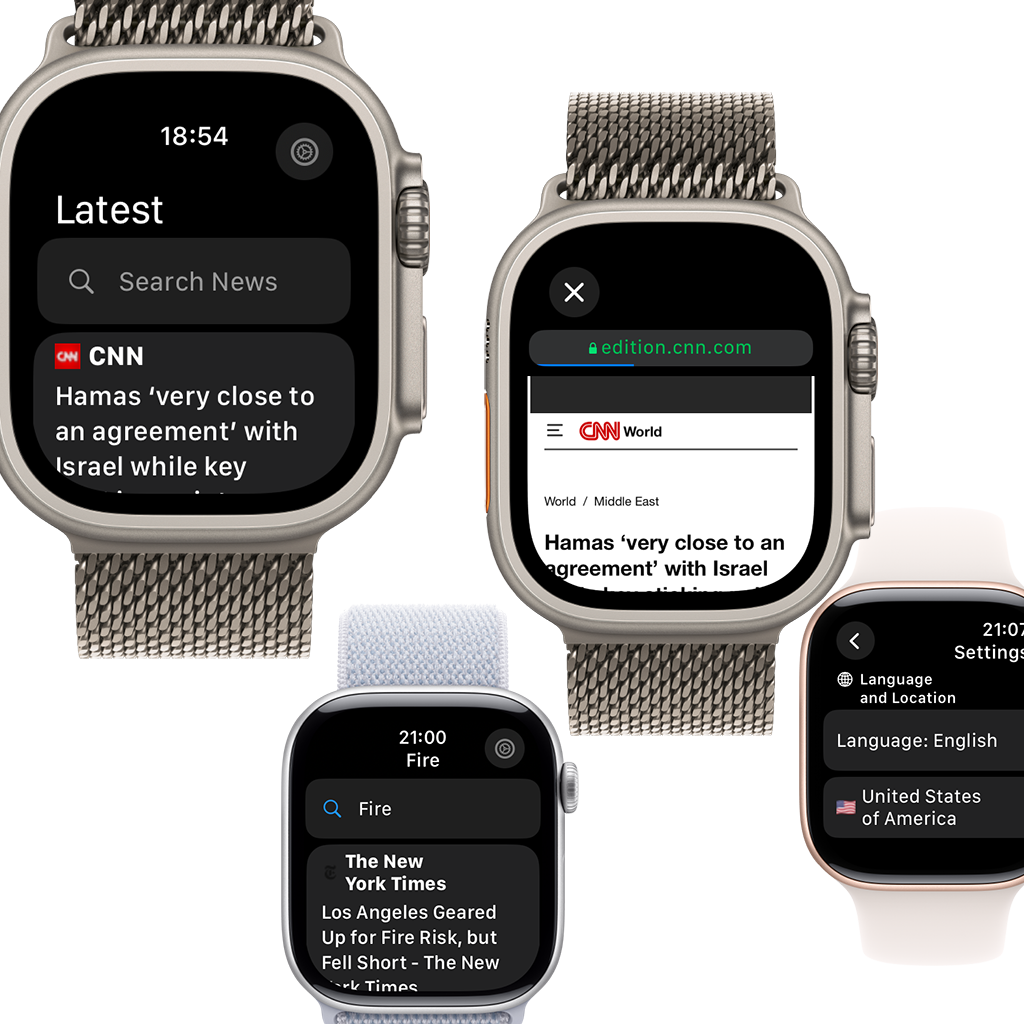 18:54
Latest
Search News
CNN CNN
Hamas ‘very close to
an agreement’ with
Israel while key
edition.cnn.com
CNN World
World / Middle East
Hamas ‘very close to an
agreement’ with Israel
21:00
Fire
Fire
The New
York Times
Los Angeles Geared
Up for Fire Risk, but
Fell Short - The New
York Times
21:07
Settings
Language
and Location
Language: English
United States
of America